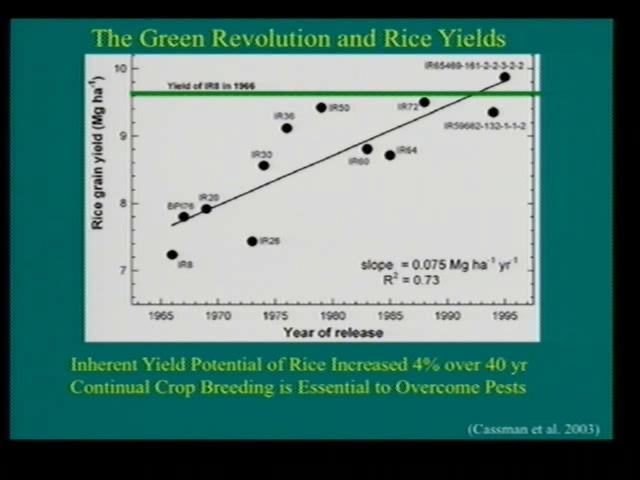 The Green Revolution and Rice Yields
Rice grain yield (Mg ha⁻¹)
10
9
8
7
Yield of IR8 in 1966
IR65469-161-2-2-3-2-2
IR36
IR50
IR72
IR59682-132-1-1-2
IR30
IR60
IR64
BPI76
IR20
IR26
IR8
slope = 0.075 Mg ha⁻¹ yr⁻¹
R² = 0.73
1965 1970 1975 1980 1985 1990 1995
Year of release
Inherent Yield Potential of Rice Increased 4% over 40 yr
Continual Crop Breeding is Essential to Overcome Pests
(Cassman et al. 2003)